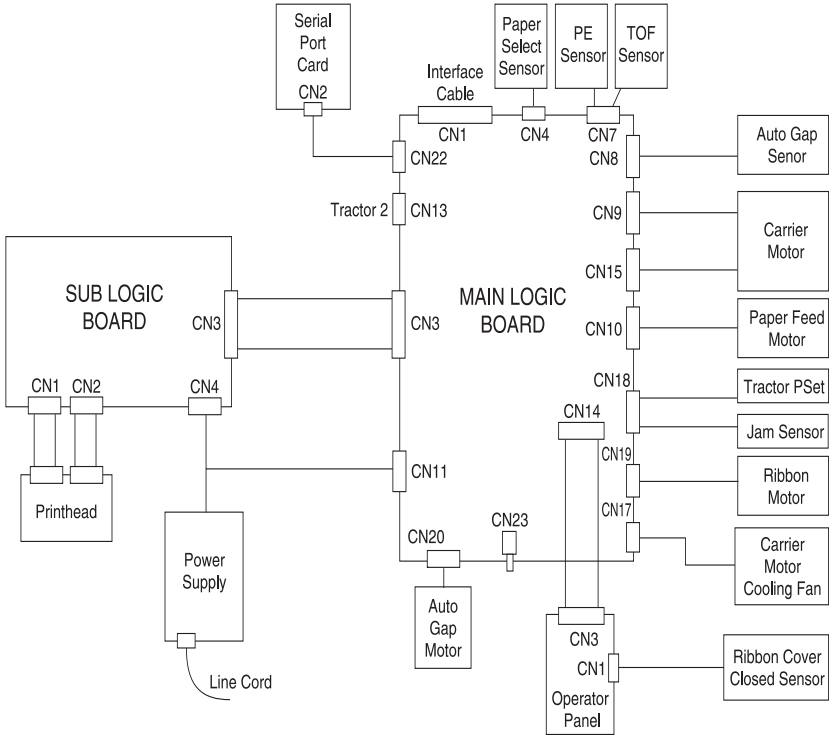 Serial
Port
Card
CN2
Interface
Cable
Paper
Select
Sensor
PE
Sensor
TOF
Sensor
CN1
CN4
CN7
CN22
CN8
Auto Gap
Senor
Tractor 2
CN13
CN9
Carrier
Motor
CN15
SUB LOGIC
BOARD
CN3
CN3
MAIN LOGIC
BOARD
CN10
Paper Feed
Motor
CN1
CN2
CN4
CN18
Tractor PSet
CN14
Jam Sensor
CN11
CN19
Ribbon
Motor
Printhead
CN17
CN20
CN23
Carrier
Motor
Cooling Fan
Power
Supply
Auto
Gap
Motor
CN3
CN1
Operator
Panel
Ribbon Cover
Closed Sensor
Line Cord